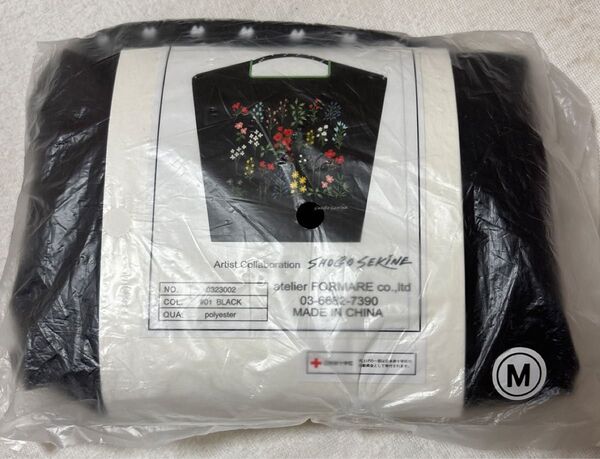 Artist Collaboration SHOGO SEKINE
NO. 0323002
COL. #01 BLACK
QUA: polyester
atelier FORMARE co.,ltd
03-6682-7390
MADE IN CHINA
M